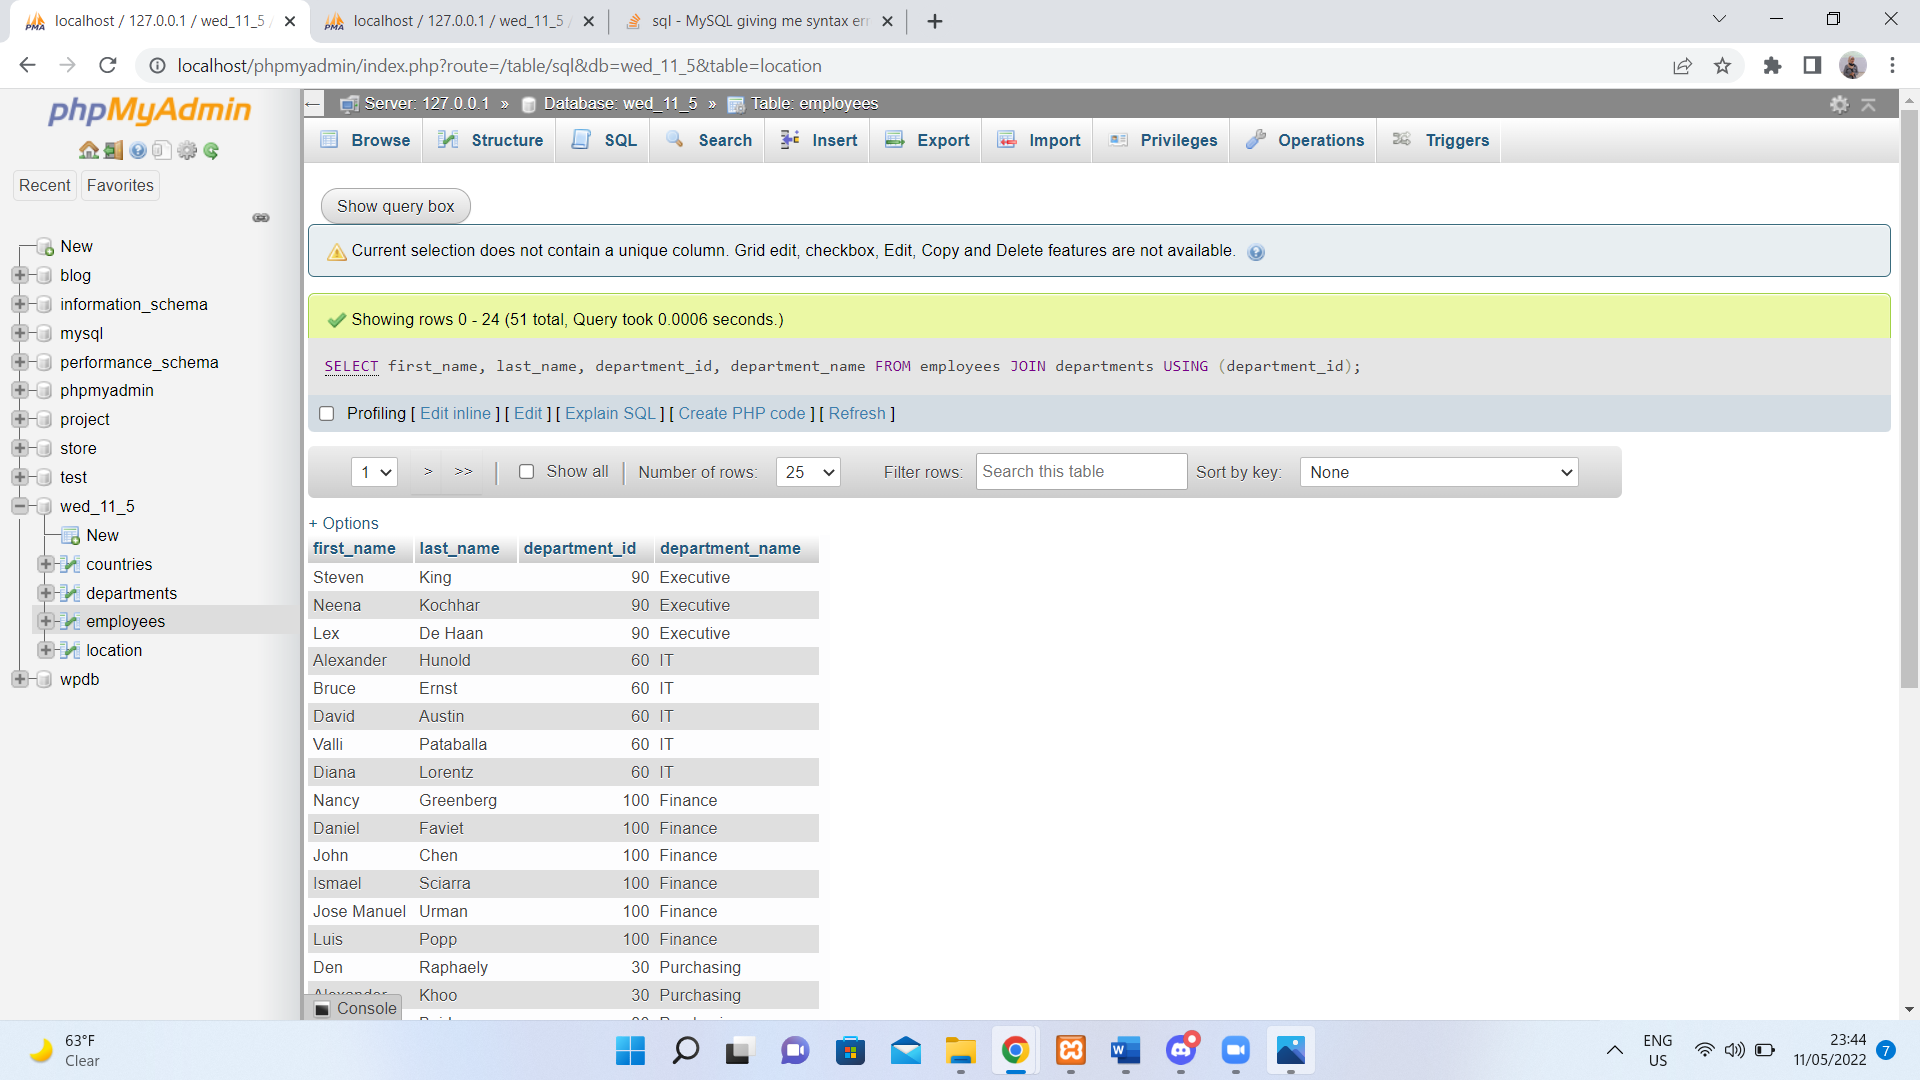 localhost / 127.0.0.1 / wed_11_5 /
localhost / 127.0.0.1 / wed_11_5 /
sql - MySQL giving me syntax err
localhost/phpmyadmin/index.php?route=/table/sql&db=wed_11_5&table=location
phpMyAdmin
Recent
Favorites
New
blog
information_schema
mysql
performance_schema
phpmyadmin
project
store
test
wed_11_5
New
countries
departments
employees
location
wpdb
Server: 127.0.0.1 » Database: wed_11_5 » Table: employees
Browse Structure SQL Search Insert Export Import Privileges Operations Triggers
Show query box
Current selection does not contain a unique column. Grid edit, checkbox, Edit, Copy and Delete features are not available.
Showing rows 0 - 24 (51 total, Query took 0.0006 seconds.)
SELECT first_name, last_name, department_id, department_name FROM employees JOIN departments USING (department_id);
Profiling [ Edit inline ] [ Edit ] [ Explain SQL ] [ Create PHP code ] [ Refresh ]
1 > >> | Show all | Number of rows: 25 Filter rows: Search this table Sort by key: None
+ Options
first_name last_name department_id department_name
Steven King 90 Executive
Neena Kochhar 90 Executive
Lex De Haan 90 Executive
Alexander Hunold 60 IT
Bruce Ernst 60 IT
David Austin 60 IT
Valli Pataballa 60 IT
Diana Lorentz 60 IT
Nancy Greenberg 100 Finance
Daniel Faviet 100 Finance
John Chen 100 Finance
Ismael Sciarra 100 Finance
Jose Manuel Urman 100 Finance
Luis Popp 100 Finance
Den Raphaely 30 Purchasing
Alexander Khoo 30 Purchasing
Console
63°F
Clear
ENG
US
23:44
11/05/2022
7